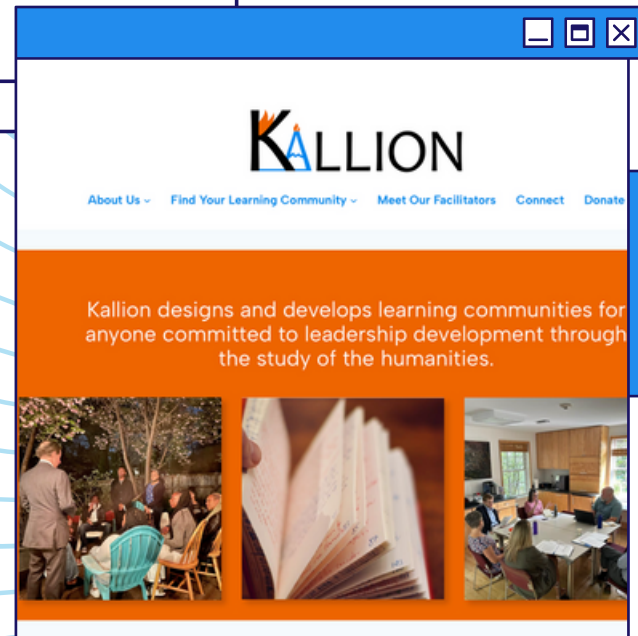 KALLION
About Us Find Your Learning Community Meet Our Facilitators Connect Donate
Kallion designs and develops learning communities for
anyone committed to leadership development through
the study of the humanities.